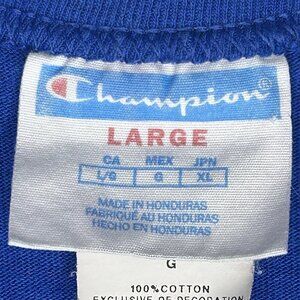 Champion®
LARGE
CA MEX JPN
L/G G XL
MADE IN HONDURAS
FABRIQUÉ AU HONDURAS
HECHO EN HONDURAS
G
100% COTTON
EXCLUSIVE OF DECORATION